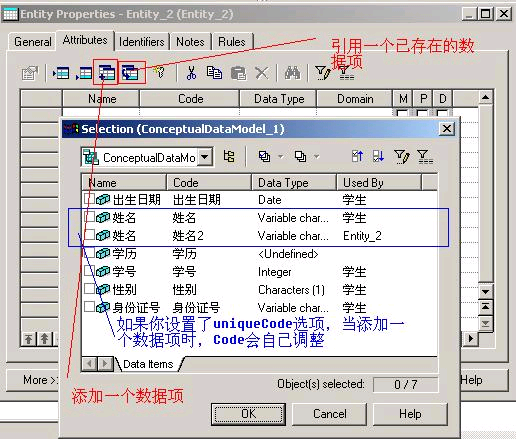 Entity Properties - Entity_2 (Entity_2)
General
Attributes
Identifiers
Notes
Rules
引用一个已存在的数
据项
Name
Code
Data Type
Domain
M
P
D
Selection (ConceptualDataModel_1)
ConceptualDataMo
Name Code Data Type Used By
出生日期 出生日期 Date 学生
姓名 姓名 Variable char... 学生
姓名 姓名2 Variable char... Entity_2
学历 学历 <Undefined>
学号 学号 Integer 学生
性别 性别 Characters (1) 学生
身份证号 身份证号 Variable char... 学生
如果你设置了uniqueCode选项，当添加一
个数据项时，Code会自己调整
Data Items
Object(s) selected: 0 / 7
OK
Cancel
Help
More >
Help
添加一个数据项